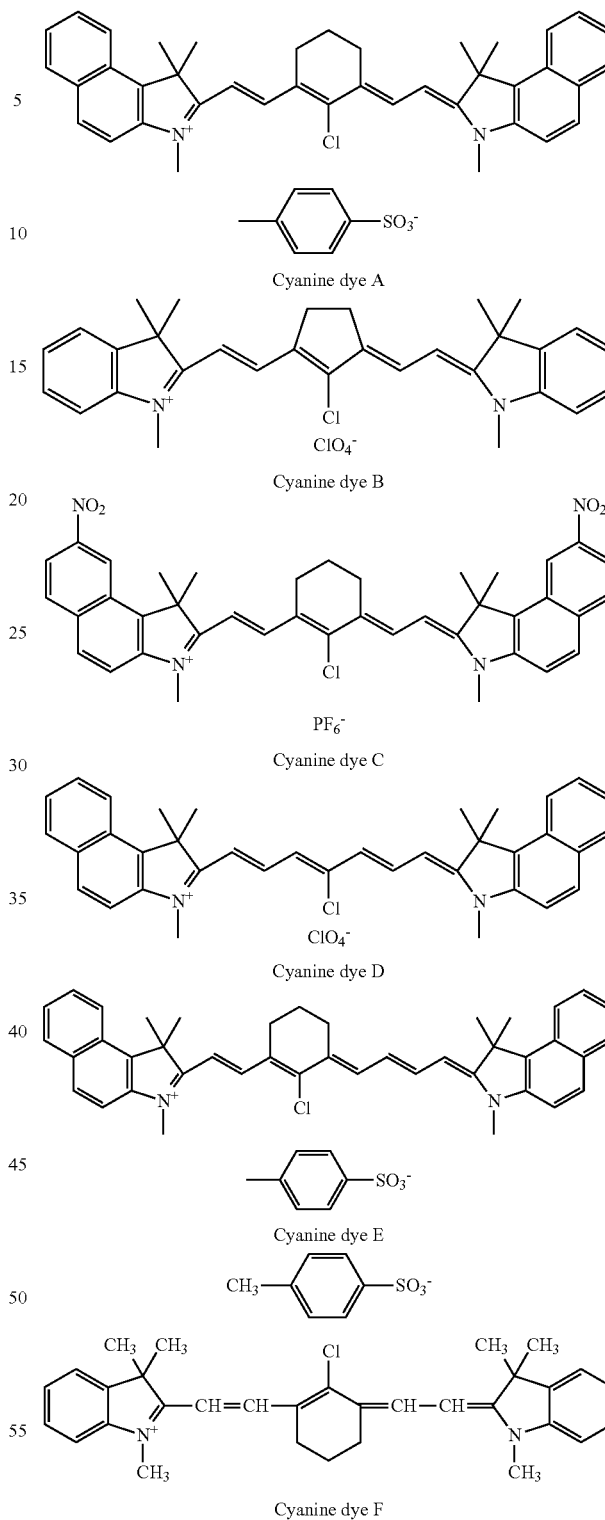 5
Cl
N⁺ N
10
SO₃⁻
Cyanine dye A
15
N⁺ Cl N
ClO₄⁻
Cyanine dye B
20
NO₂ NO₂
25
N⁺ Cl N
PF₆⁻
30
Cyanine dye C
35
N⁺ Cl N
ClO₄⁻
Cyanine dye D
40
N⁺ Cl N
45
SO₃⁻
Cyanine dye E
50
CH₃ SO₃⁻
CH₃ CH₃ Cl CH₃ CH₃
CH=CH CH—CH
55
N⁺ N
CH₃ CH₃
Cyanine dye F